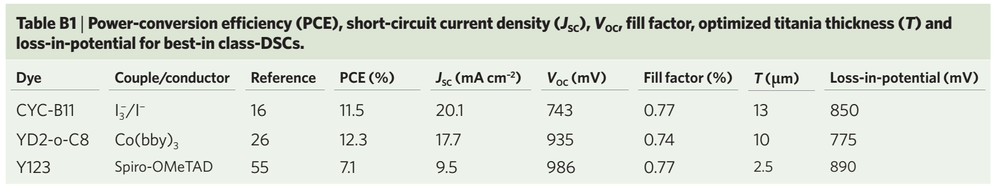 Table B1 | Power-conversion efficiency (PCE), short-circuit current density (J_SC), V_OC, fill factor, optimized titania thickness (T) and
loss-in-potential for best-in class-DSCs.
Dye Couple/conductor Reference PCE (%) J_SC (mA cm⁻²) V_OC (mV) Fill factor (%) T (μm) Loss-in-potential (mV)
CYC-B11 I₃⁻/I⁻ 16 11.5 20.1 743 0.77 13 850
YD2-o-C8 Co(bby)₃ 26 12.3 17.7 935 0.74 10 775
Y123 Spiro-OMeTAD 55 7.1 9.5 986 0.77 2.5 890